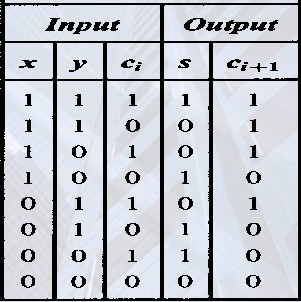 Input Output
x y c_i s c_{i+1}
1 1 1 1 1
1 1 0 0 1
1 0 1 0 1
1 0 0 1 0
0 1 1 0 1
0 1 0 1 0
0 0 1 1 0
0 0 0 0 0